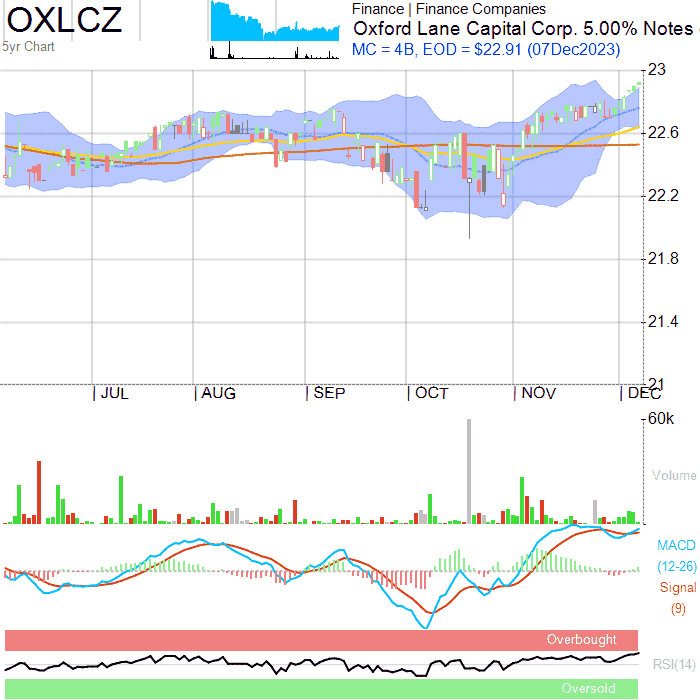 OXLCZ
5yr Chart
Finance | Finance Companies
Oxford Lane Capital Corp. 5.00% Notes
MC = 4B, EOD = $22.91 (07Dec2023)
23
22.6
22.2
21.8
21.4
21
JUL AUG SEP OCT NOV DEC
60k
Volume
MACD
(12-26)
Signal
(9)
Overbought
RSI(14)
Oversold